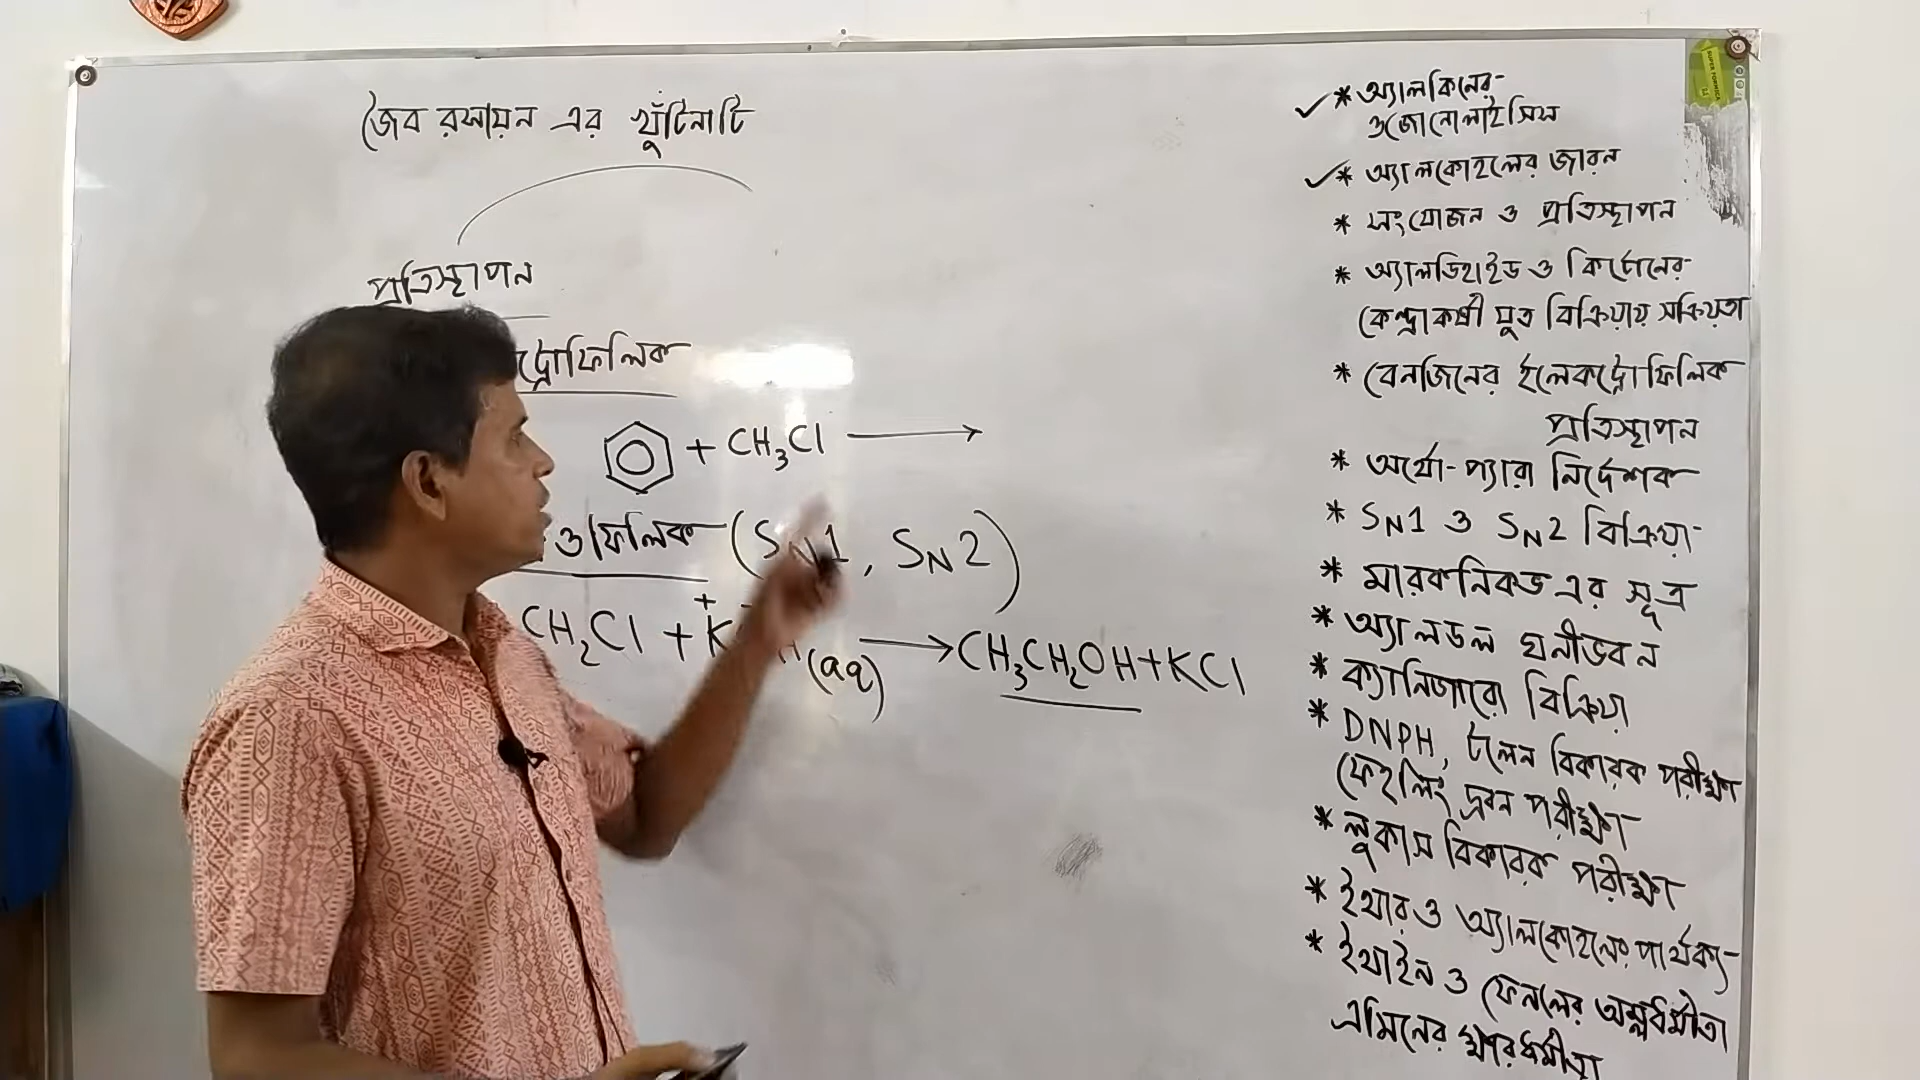 জৈব রসায়ন এর খুঁটিনাটি
প্রতিস্থাপন
ট্রোফিলিক
+ CH₃Cl ⟶
ওফিলিক (SN1, SN2)
CH₂Cl + K (aq) ⟶ CH₃CH₂OH + KCl
* অ্যালকিনের
ওজোনোলাইসিস
* অ্যালকোহলের জারন
* সংযোজন ও প্রতিস্থাপন
* অ্যালডিহাইড ও কিটোনের
কেন্দ্রাকর্ষী যুত বিক্রিয়ায় সক্রিয়তা
* বেনজিনের ইলেকট্রোফিলিক
প্রতিস্থাপন
* অর্থো-প্যারা নির্দেশক
* SN1 ও SN2 বিক্রিয়া
* মারকনিকভ এর সূত্র
* অ্যালডল ঘনীভবন
* ক্যানিজারো বিক্রিয়া
* DNPH, টলেন বিকারক পরীক্ষা
ফেহলিং দ্রবন পরীক্ষা
* লুকাস বিকারক পরীক্ষা
* ইথার ও অ্যালকোহলের পার্থক্য
* ইথাইন ও ফেনলের অম্লধর্মীতা
এমিনের ক্ষারধর্মীতা